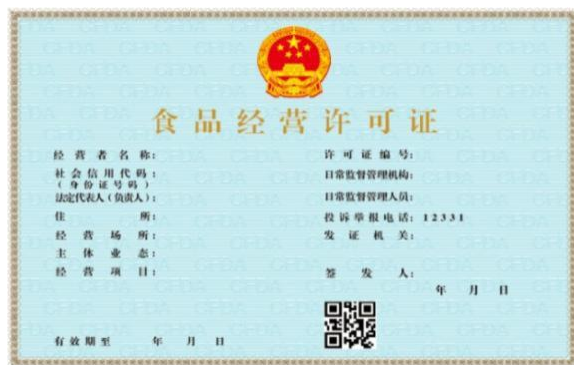 食品经营许可证
经营者名称:
许可证编号:
社会信用代码:
(身份证号码)
日常监督管理机构:
法定代表人(负责人):
日常监督管理人员:
住所:
投诉举报电话: 12331
经营场所:
发证机关:
主体业态:
经营项目:
签发人:
年 月 日
有效期至 年 月 日